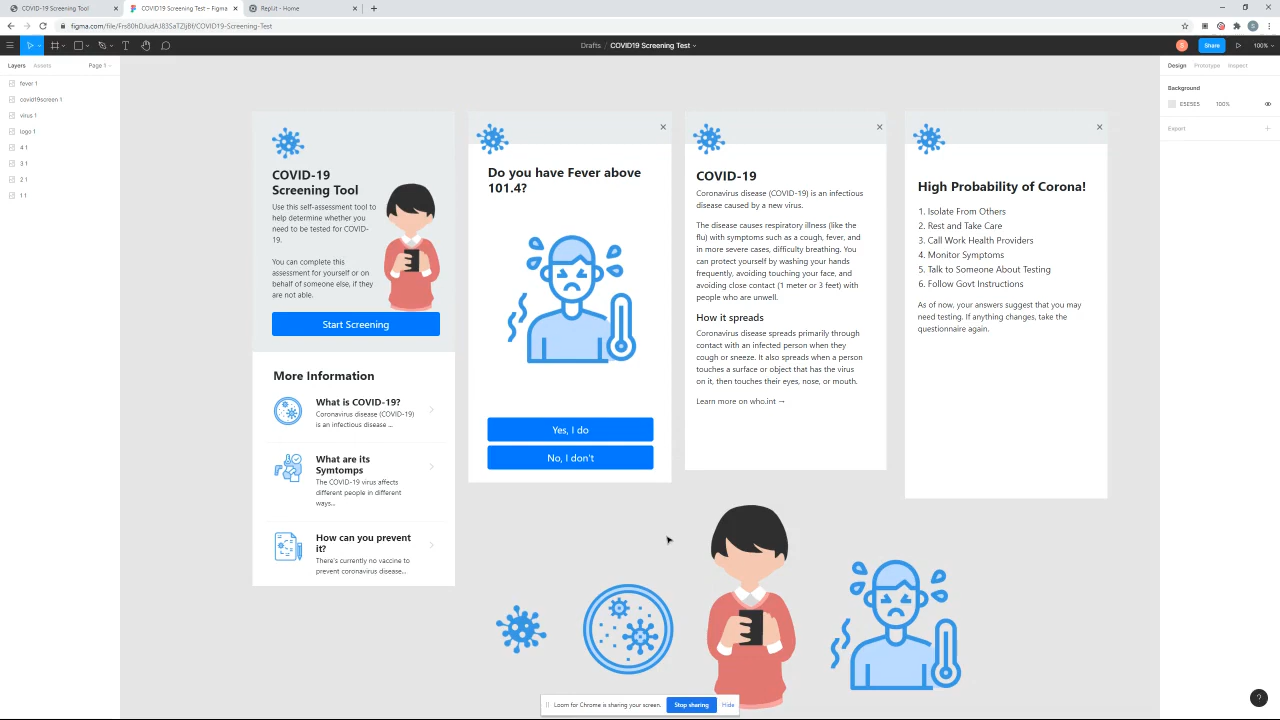 COVID-19 Screening Tool
COVID19 Screening Test – Figma
Repl.it - Home
figma.com/file/Frs80hDJudAJ83SaTZIjBf/COVID19-Screening-Test
Drafts / COVID19 Screening Test
S
Share
100%
Layers
Assets
Page 1
Design
Prototype
Inspect
fever 1
covid19screen 1
virus 1
logo 1
4 1
3 1
2 1
1 1
Background
E5E5E5
100%
Export
COVID-19
Screening Tool
Use this self-assessment tool to
help determine whether you
need to be tested for COVID-
19.
You can complete this
assessment for yourself or on
behalf of someone else, if they
are not able.
Start Screening
More Information
What is COVID-19?
Coronavirus disease (COVID-19)
is an infectious disease ...
What are its
Symtomps
The COVID-19 virus affects
different people in different
ways...
How can you prevent
it?
There's currently no vaccine to
prevent coronavirus disease...
Do you have Fever above
101.4?
Yes, I do
No, I don't
COVID-19
Coronavirus disease (COVID-19) is an infectious
disease caused by a new virus.
The disease causes respiratory illness (like the
flu) with symptoms such as a cough, fever, and
in more severe cases, difficulty breathing. You
can protect yourself by washing your hands
frequently, avoiding touching your face, and
avoiding close contact (1 meter or 3 feet) with
people who are unwell.
How it spreads
Coronavirus disease spreads primarily through
contact with an infected person when they
cough or sneeze. It also spreads when a person
touches a surface or object that has the virus
on it, then touches their eyes, nose, or mouth.
Learn more on who.int →
High Probability of Corona!
1. Isolate From Others
2. Rest and Take Care
3. Call Work Health Providers
4. Monitor Symptoms
5. Talk to Someone About Testing
6. Follow Govt Instructions
As of now, your answers suggest that you may
need testing. If anything changes, take the
questionnaire again.
Loom for Chrome is sharing your screen.
Stop sharing
Hide
?